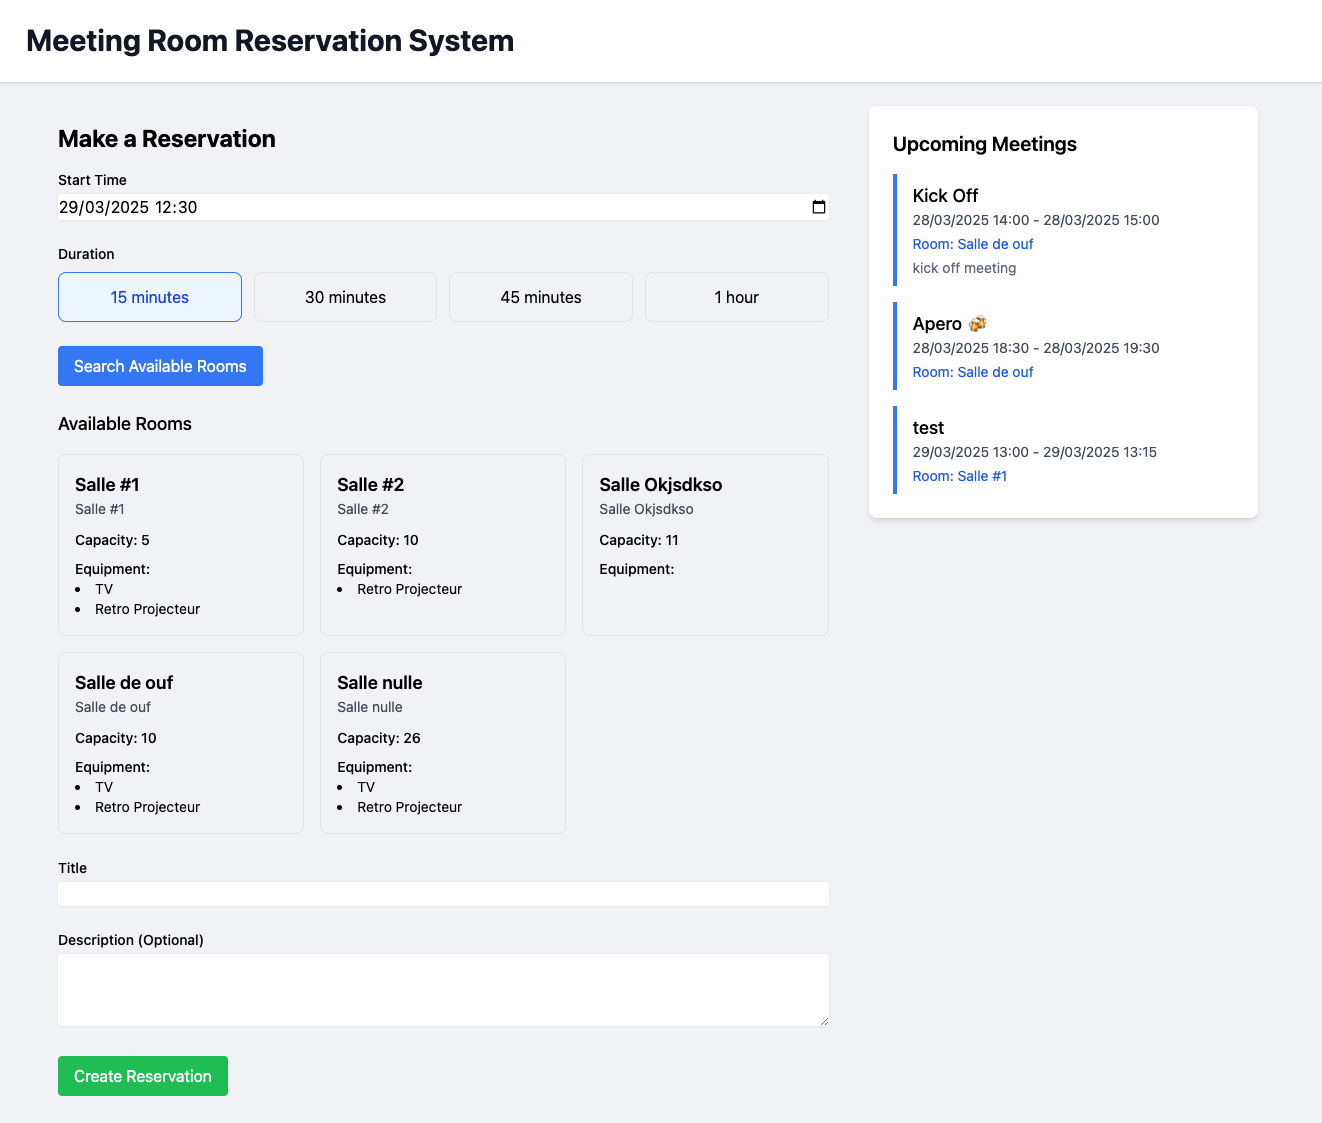 Meeting Room Reservation System
Make a Reservation
Start Time
29/03/2025 12:30
Duration
15 minutes
30 minutes
45 minutes
1 hour
Search Available Rooms
Available Rooms
Salle #1
Salle #1
Capacity: 5
Equipment:
• TV
• Retro Projecteur
Salle #2
Salle #2
Capacity: 10
Equipment:
• Retro Projecteur
Salle Okjsdkso
Salle Okjsdkso
Capacity: 11
Equipment:
Salle de ouf
Salle de ouf
Capacity: 10
Equipment:
• TV
• Retro Projecteur
Salle nulle
Salle nulle
Capacity: 26
Equipment:
• TV
• Retro Projecteur
Title
Description (Optional)
Create Reservation
Upcoming Meetings
Kick Off
28/03/2025 14:00 - 28/03/2025 15:00
Room: Salle de ouf
kick off meeting
Apero 🍻
28/03/2025 18:30 - 28/03/2025 19:30
Room: Salle de ouf
test
29/03/2025 13:00 - 29/03/2025 13:15
Room: Salle #1